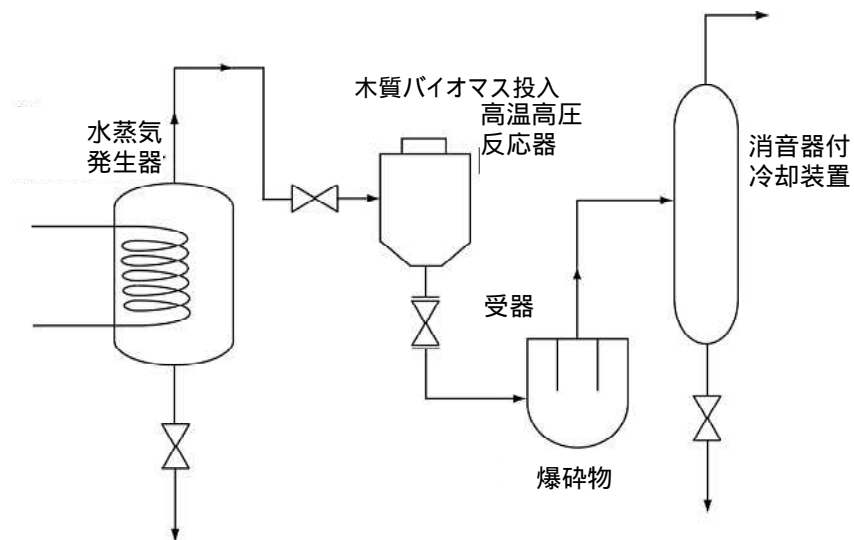 水蒸気
発生器
木質バイオマス投入
高温高圧
反応器
消音器付
冷却装置
受器
爆砕物